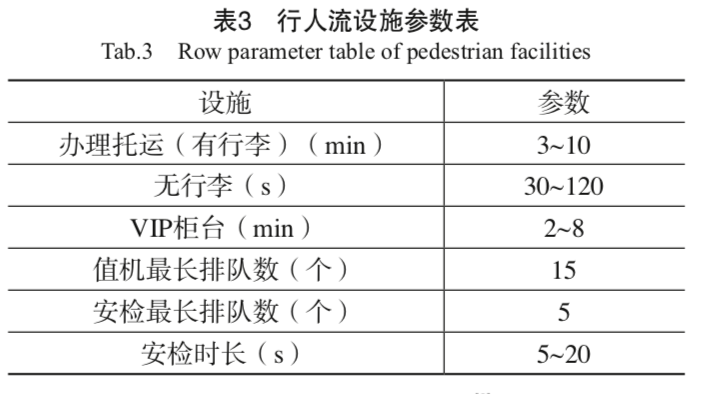 表3 行人流设施参数表
Tab.3 Row parameter table of pedestrian facilities
设施 参数
办理托运（有行李）（min） 3~10
无行李（s） 30~120
VIP柜台（min） 2~8
值机最长排队数（个） 15
安检最长排队数（个） 5
安检时长（s） 5~20